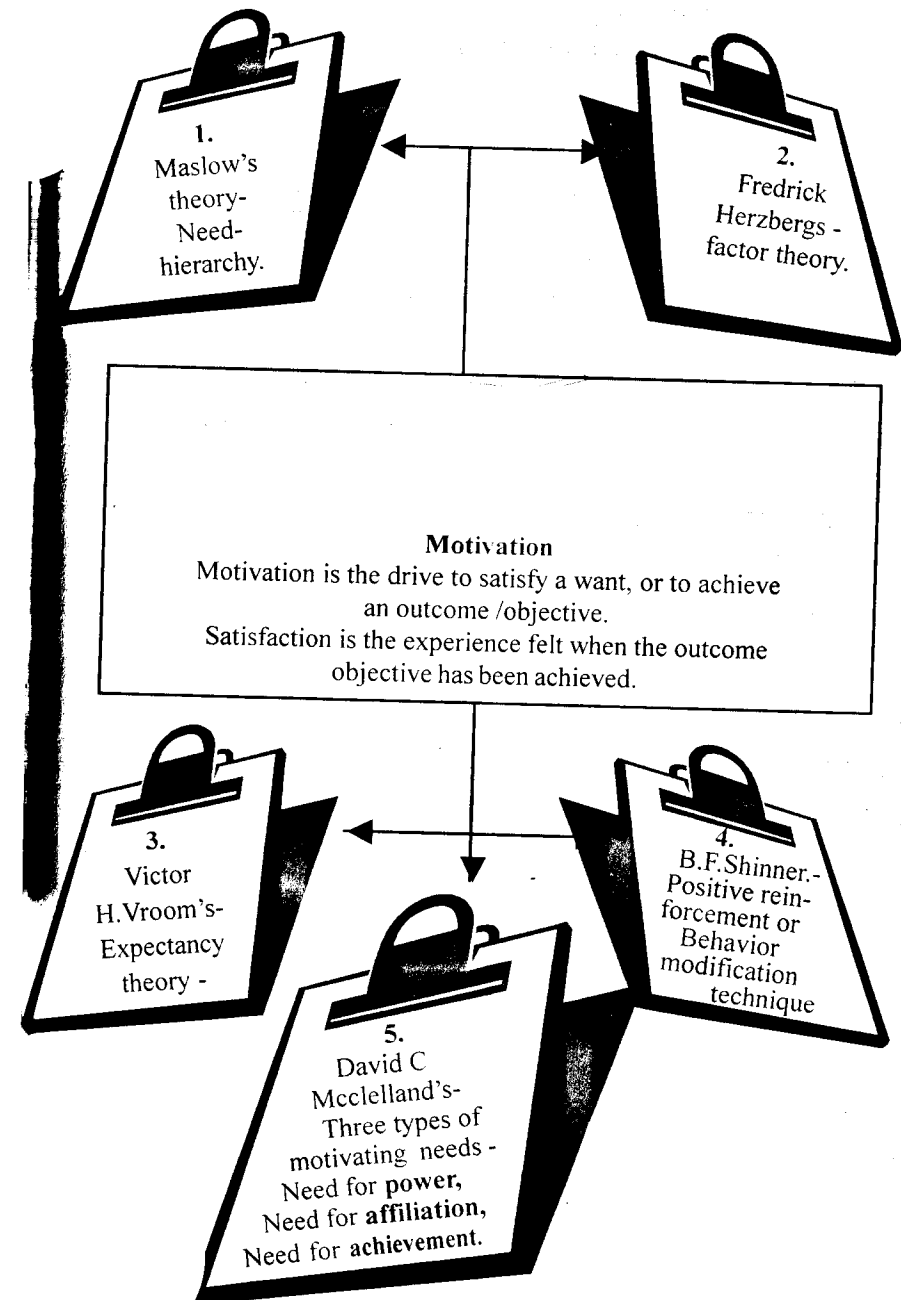 1.
Maslow's
theory-
Need-
hierarchy.
2.
Fredrick
Herzbergs -
factor theory.
Motivation
Motivation is the drive to satisfy a want, or to achieve
an outcome /objective.
Satisfaction is the experience felt when the outcome
objective has been achieved.
3.
Victor
H.Vroom's-
Expectancy
theory -
4.
B.F.Shinner.-
Positive rein-
forcement or
Behavior
modification
technique
5.
David C
Mcclelland's-
Three types of
motivating needs -
Need for power,
Need for affiliation,
Need for achievement.